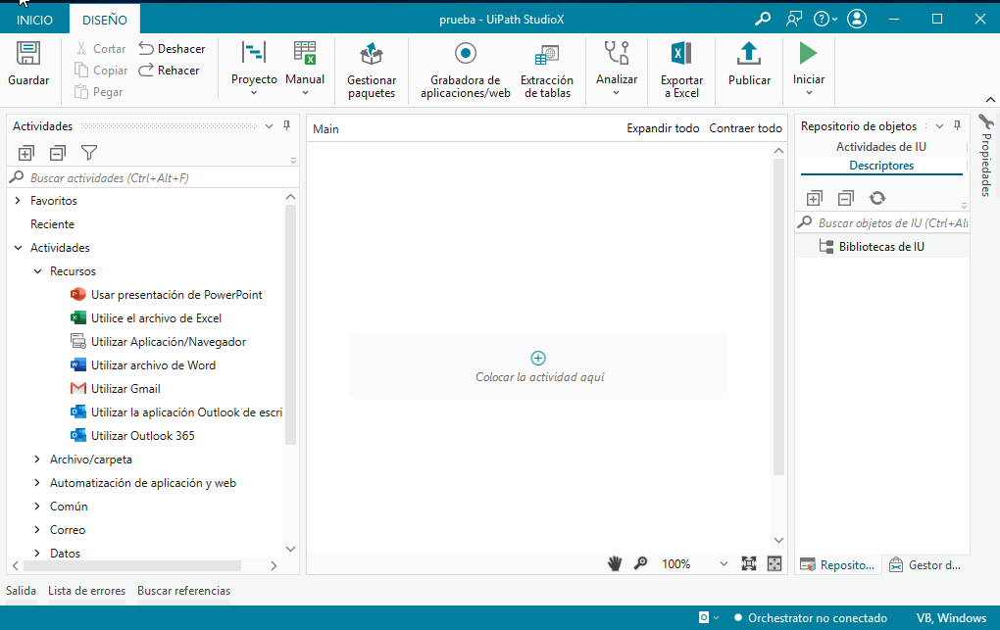 INICIO
DISEÑO
prueba - UiPath StudioX
Guardar
Cortar
Copiar
Pegar
Deshacer
Rehacer
Proyecto
Manual
Gestionar
paquetes
Grabadora de
aplicaciones/web
Extracción
de tablas
Analizar
Exportar
a Excel
Publicar
Iniciar
Actividades
Buscar actividades (Ctrl+Alt+F)
Favoritos
Reciente
Actividades
Recursos
Usar presentación de PowerPoint
Utilice el archivo de Excel
Utilizar Aplicación/Navegador
Utilizar archivo de Word
Utilizar Gmail
Utilizar la aplicación Outlook de escri
Utilizar Outlook 365
Archivo/carpeta
Automatización de aplicación y web
Común
Correo
Datos
Main
Expandir todo
Contraer todo
Colocar la actividad aquí
100%
Repositorio de objetos
Actividades de IU
Descriptores
Buscar objetos de IU (Ctrl+Alt
Bibliotecas de IU
Reposito...
Gestor d...
Propiedades
Salida
Lista de errores
Buscar referencias
Orchestrator no conectado
VB, Windows